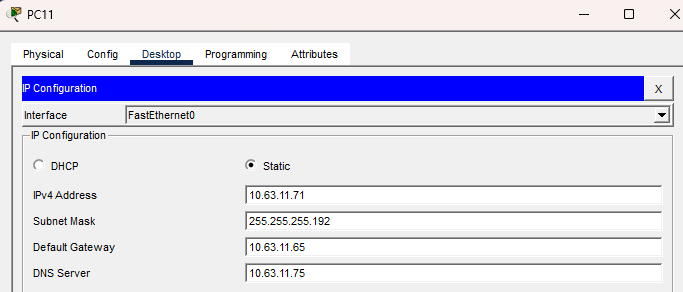 PC11
Physical Config Desktop Programming Attributes
IP Configuration X
Interface FastEthernet0
IP Configuration
DHCP Static
IPv4 Address 10.63.11.71
Subnet Mask 255.255.255.192
Default Gateway 10.63.11.65
DNS Server 10.63.11.75